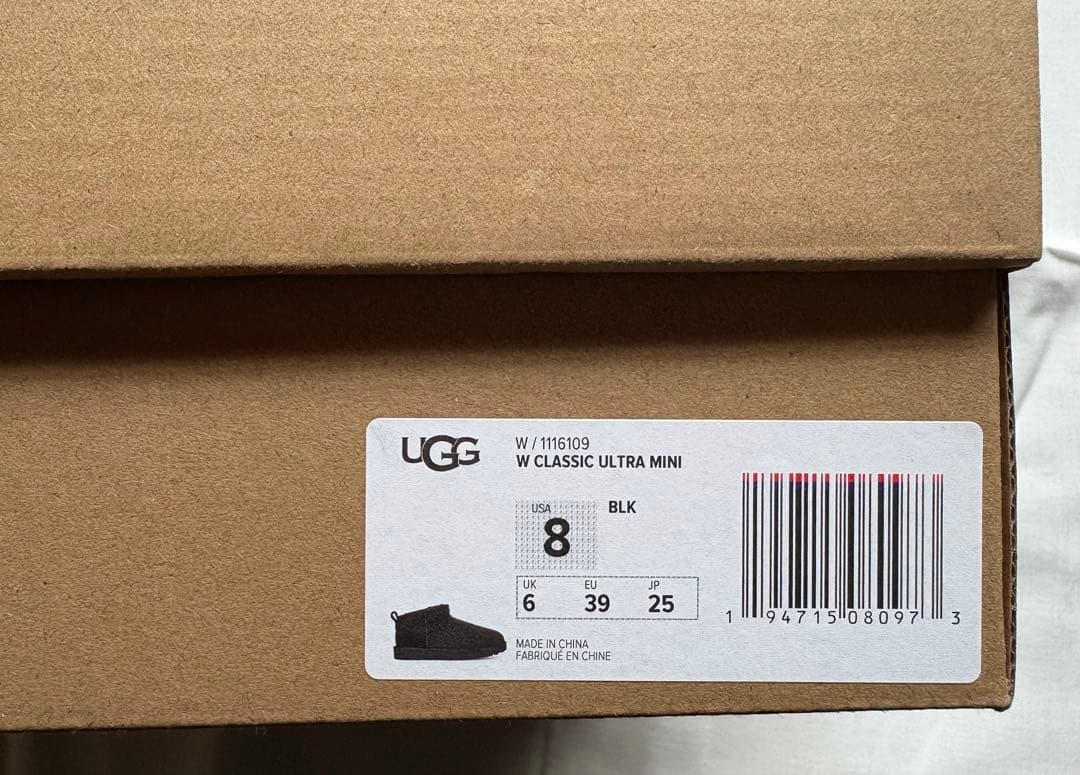 UGG
W / 1116109
W CLASSIC ULTRA MINI
USA
8
BLK
UK EU JP
6 39 25
MADE IN CHINA
FABRIQUÉ EN CHINE
1 94715 08097 3